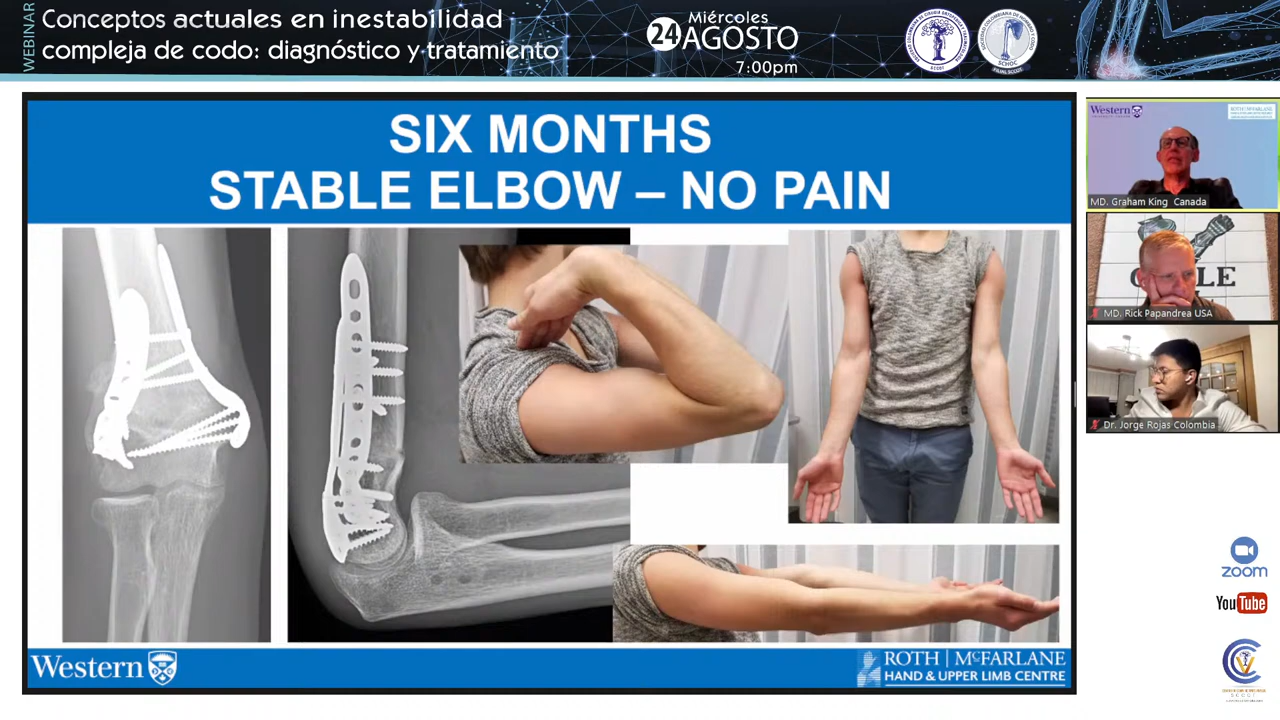 WEBINAR
Conceptos actuales en inestabilidad
compleja de codo: diagnóstico y tratamiento
Miércoles
24 AGOSTO
7:00pm
SIX MONTHS
STABLE ELBOW – NO PAIN
Western
ROTH | MCFARLANE
HAND & UPPER LIMB CENTRE
Western
MD. Graham King Canada
MD. Rick Papandrea USA
Dr. Jorge Rojas Colombia
zoom
YouTube